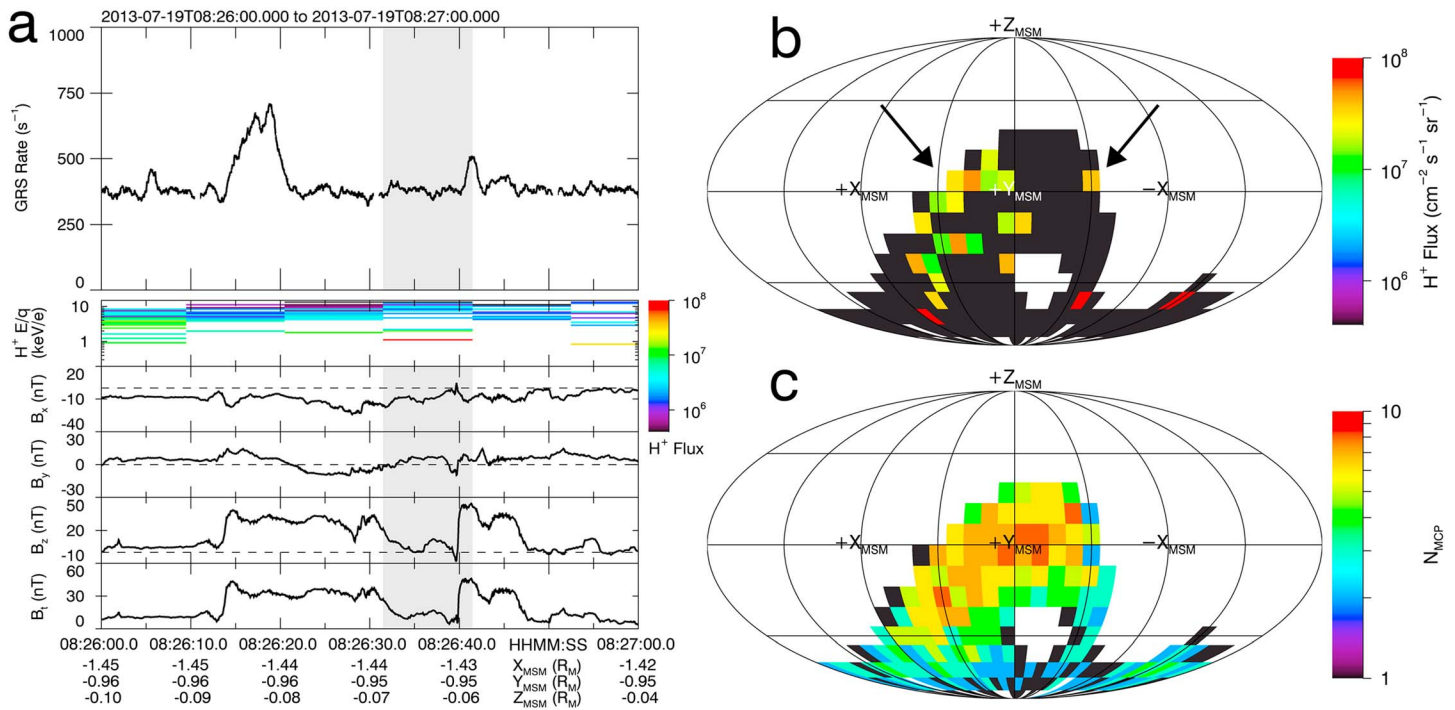 a
2013-07-19T08:26:00.000 to 2013-07-19T08:27:00.000
1000
750
500
250
0
GRS Rate (s⁻¹)
10
1
H⁺ E/q
(keV/e)
10⁸
10⁷
10⁶
H⁺ Flux
20
-10
-40
Bₓ (nT)
30
0
-30
B_y (nT)
50
20
-10
B_z (nT)
60
30
0
B_t (nT)
08:26:00.0 08:26:10.0 08:26:20 08:26:30.0 08:26:40.0 HHMM:SS 08:27:00.0
-1.45 -1.45 -1.44 -1.44 -1.43 X_MSM (R_M) -1.42
-0.96 -0.96 -0.96 -0.95 -0.95 Y_MSM (R_M) -0.95
-0.10 -0.09 -0.08 -0.07 -0.06 Z_MSM (R_M) -0.04
b
+Z_MSM
+X_MSM +Y_MSM −X_MSM
10⁸
10⁷
10⁶
H⁺ Flux (cm⁻² s⁻¹ sr⁻¹)
c
+Z_MSM
+X_MSM +Y_MSM −X_MSM
10
1
N_MCP